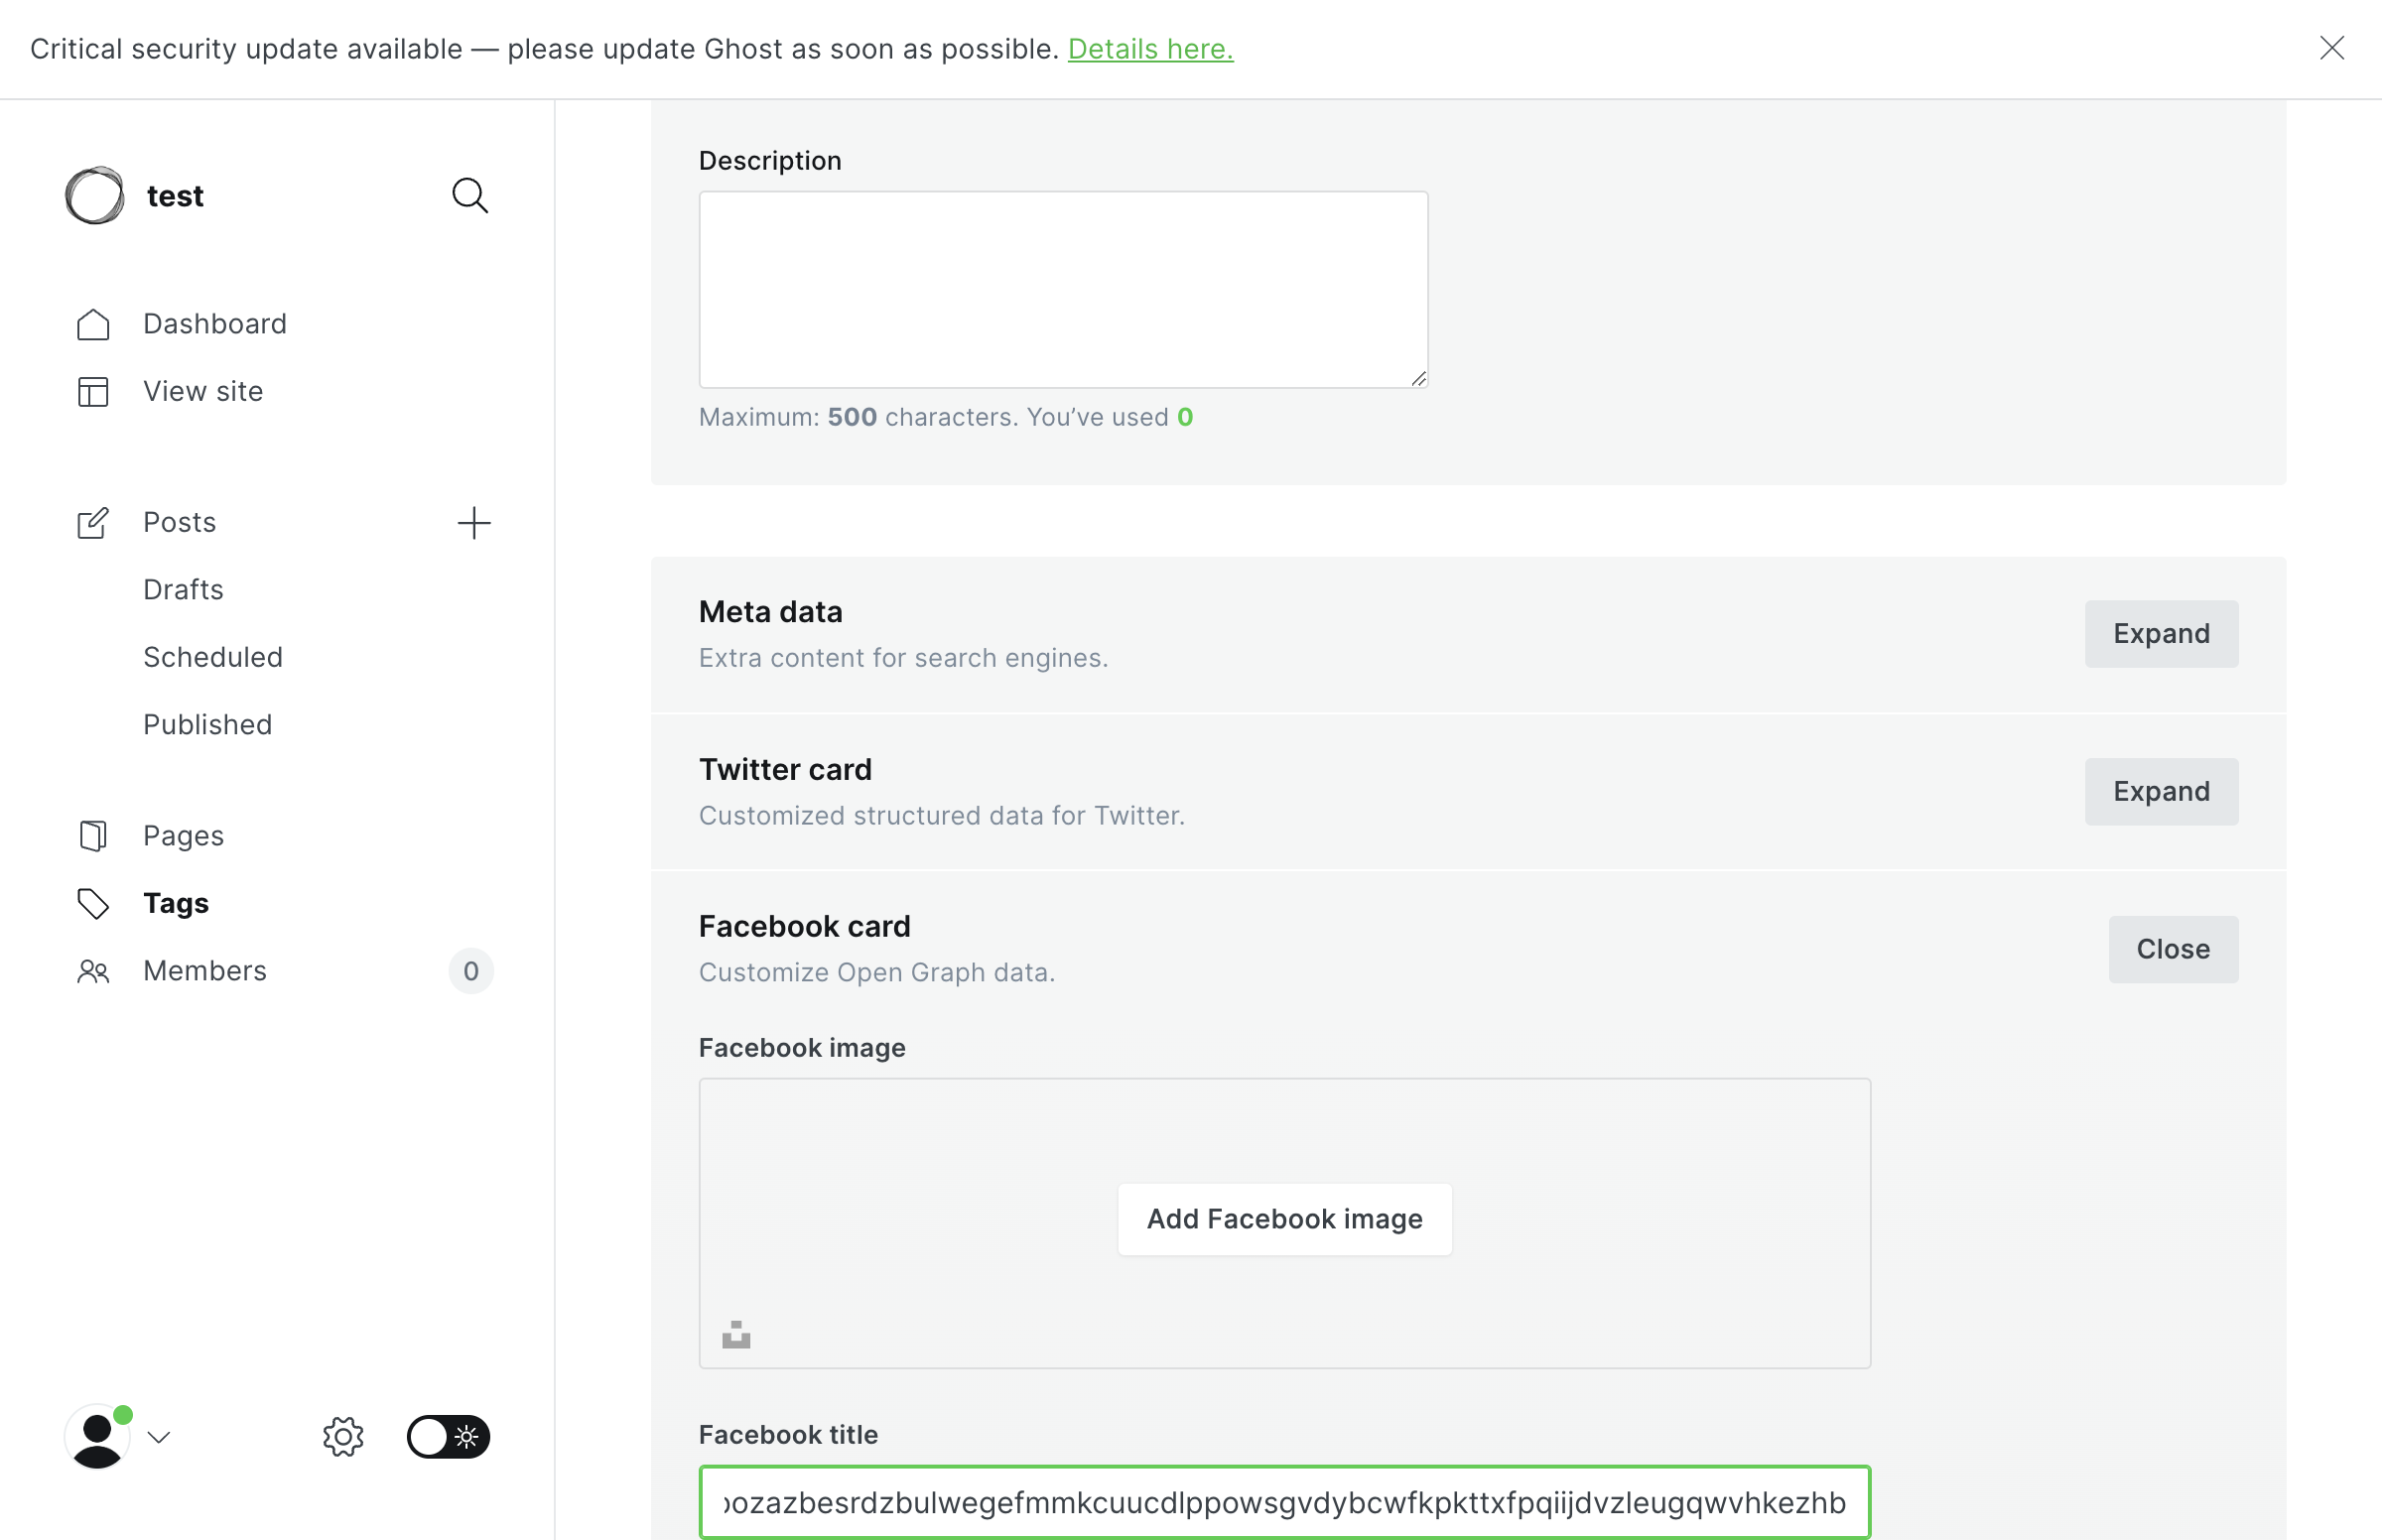 Critical security update available — please update Ghost as soon as possible. Details here.
test
Dashboard
View site
Posts
Drafts
Scheduled
Published
Pages
Tags
Members 0
Description
Maximum: 500 characters. You’ve used 0
Meta data
Extra content for search engines.
Expand
Twitter card
Customized structured data for Twitter.
Expand
Facebook card
Customize Open Graph data.
Close
Facebook image
Add Facebook image
Facebook title
ozazbesrdzbulwegefmmkcuucdlppowsgvdybcwfkpkttxfpqiijdvzleugqwvhkezhb